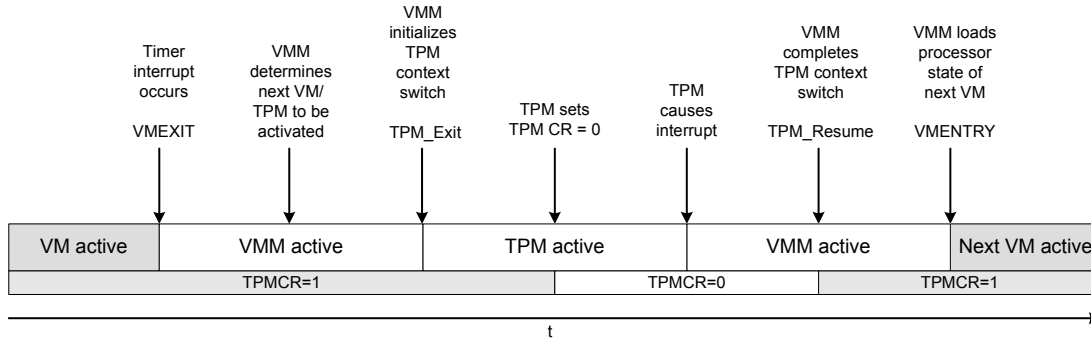 Timer
interrupt
occurs
VMEXIT
VMM
determines
next VM/
TPM to be
activated
VMM
initializes
TPM
context
switch
TPM_Exit
TPM sets
TPM CR = 0
TPM
causes
interrupt
VMM
completes
TPM context
switch
TPM_Resume
VMM loads
processor
state of
next VM
VMENTRY
VM active
VMM active
TPM active
VMM active
Next VM active
TPMCR=1
TPMCR=0
TPMCR=1
t